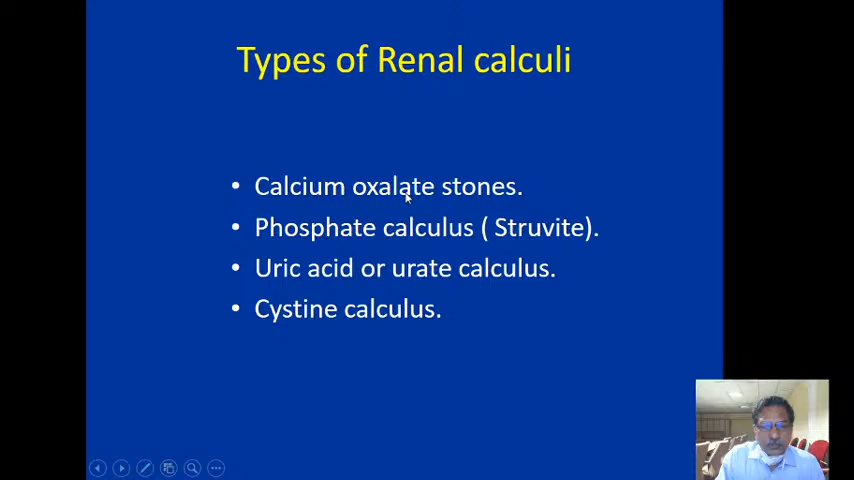 Types of Renal calculi
• Calcium oxalate stones.
• Phosphate calculus ( Struvite).
• Uric acid or urate calculus.
• Cystine calculus.